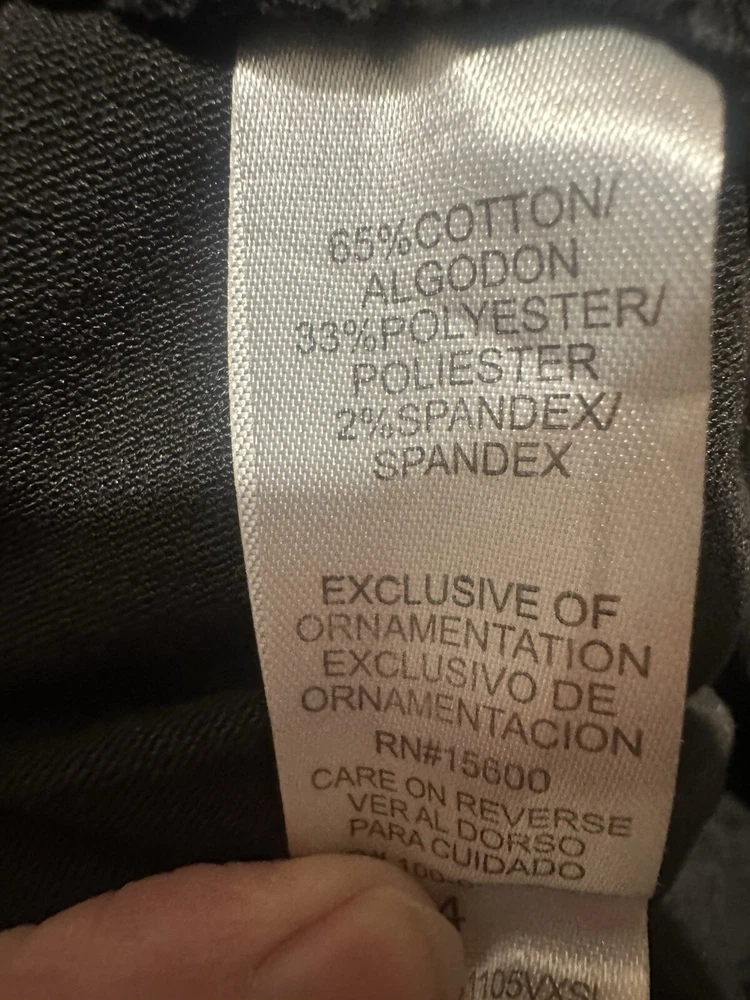 65%COTTON/
ALGODON
33%POLYESTER/
POLIESTER
2%SPANDEX/
SPANDEX
EXCLUSIVE OF
ORNAMENTATION
EXCLUSIVO DE
ORNAMENTACION
RN#15600
CARE ON REVERSE
VER AL DORSO
PARA CUIDADO
4